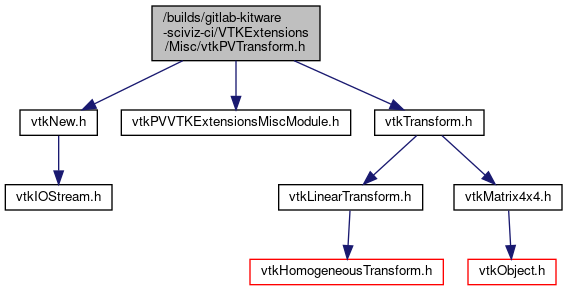 /builds/gitlab-kitware
-sciviz-ci/VTKExtensions
/Misc/vtkPVTransform.h
vtkNew.h
vtkPVVTKExtensionsMiscModule.h
vtkTransform.h
vtkIOStream.h
vtkLinearTransform.h
vtkMatrix4x4.h
vtkHomogeneousTransform.h
vtkObject.h